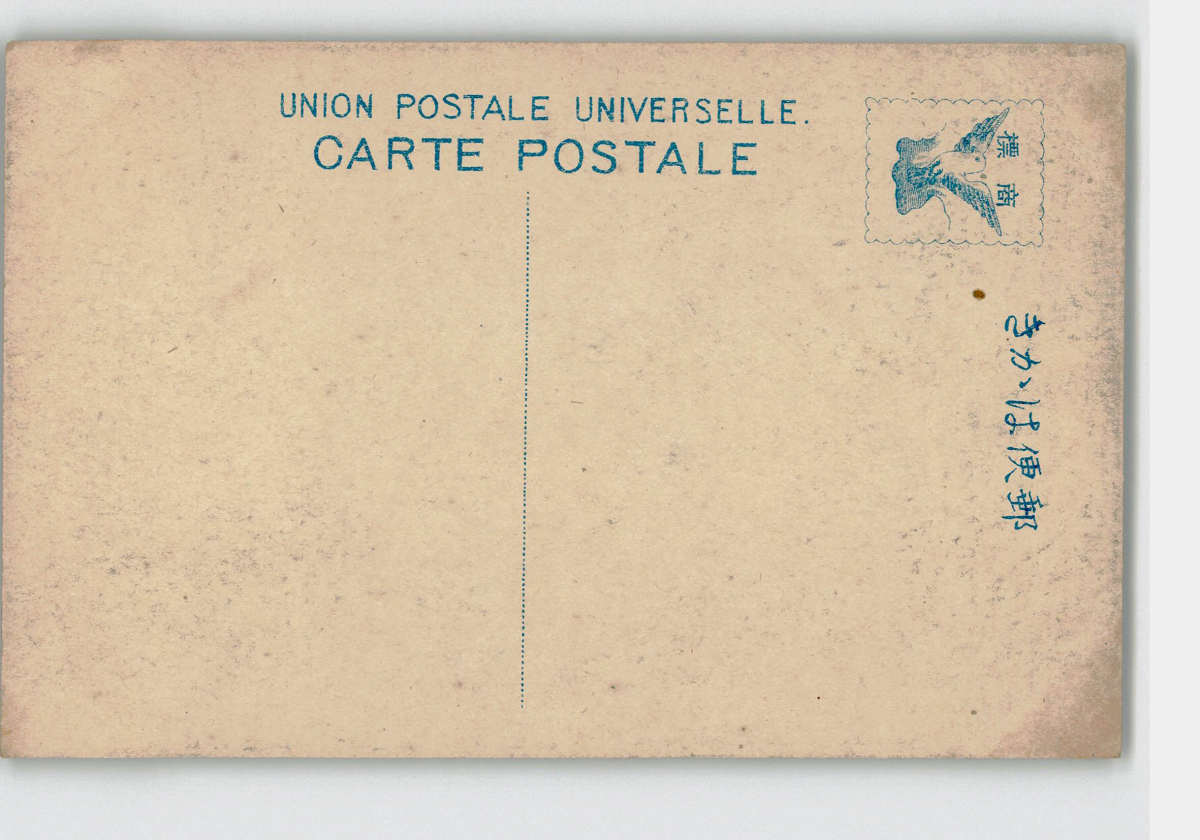 UNION POSTALE UNIVERSELLE.
CARTE POSTALE
商標
郵便はかき